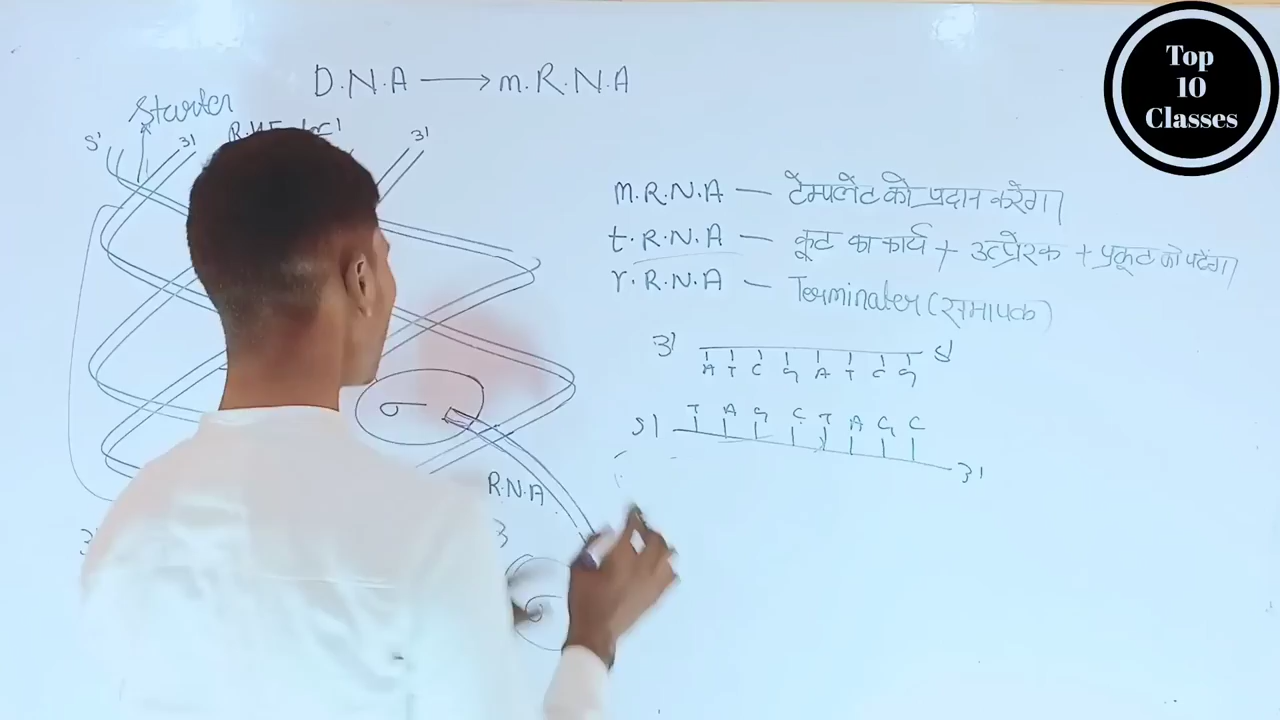 Top
10
Classes
D.N.A → m.R.N.A
Starter
5' 3' 3'
m.R.N.A — टेम्पलेट को प्रदान करेंगा
t.R.N.A — कूट का कार्य + उत्प्रेरक + प्रकूट को पढेंगा
r.R.N.A — Terminater (समापक)
3' 5'
A T C G A T C G
T A G C T A G C
5' 3'
σ
R.N.A
3
σ